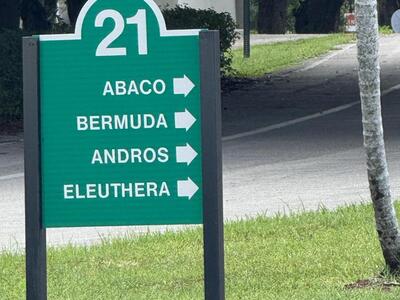 21
ABACO
BERMUDA
ANDROS
ELEUTHERA